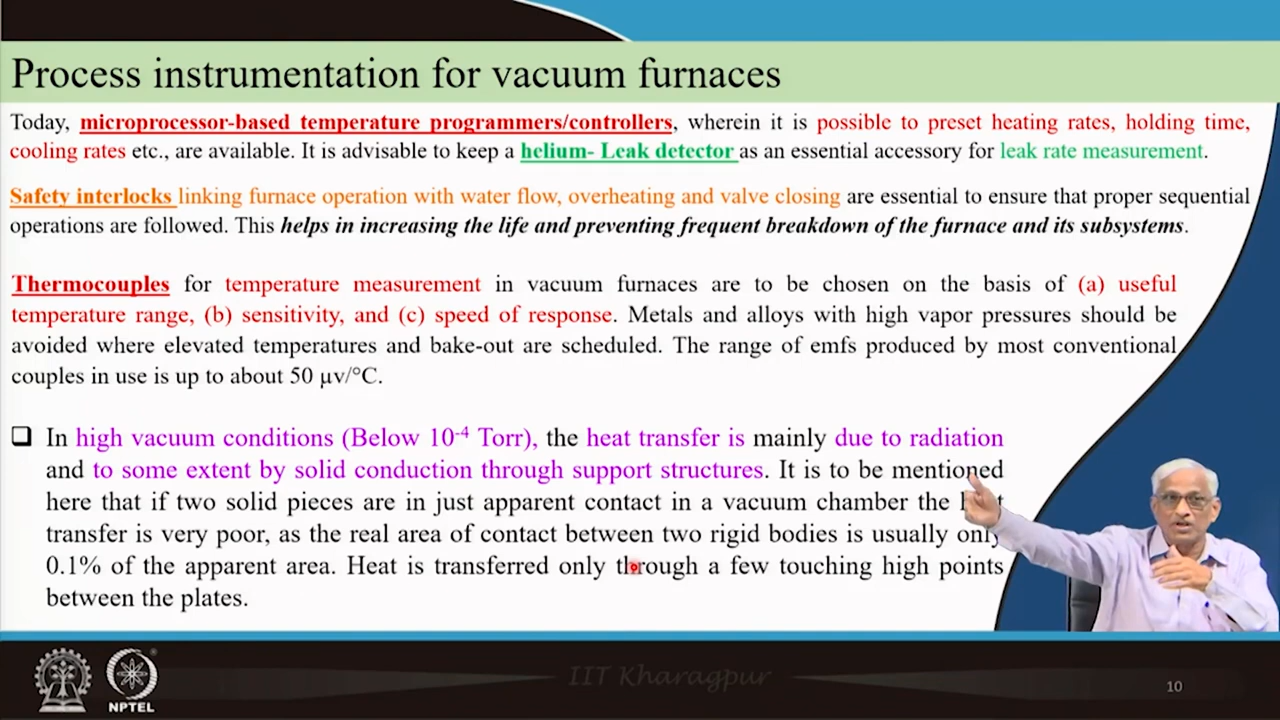 Process instrumentation for vacuum furnaces
Today, microprocessor-based temperature programmers/controllers, wherein it is possible to preset heating rates, holding time,
cooling rates etc., are available. It is advisable to keep a helium- Leak detector as an essential accessory for leak rate measurement.
Safety interlocks linking furnace operation with water flow, overheating and valve closing are essential to ensure that proper sequential
operations are followed. This helps in increasing the life and preventing frequent breakdown of the furnace and its subsystems.
Thermocouples for temperature measurement in vacuum furnaces are to be chosen on the basis of (a) useful
temperature range, (b) sensitivity, and (c) speed of response. Metals and alloys with high vapor pressures should be
avoided where elevated temperatures and bake-out are scheduled. The range of emfs produced by most conventional
couples in use is up to about 50 µv/°C.
❑ In high vacuum conditions (Below 10⁻⁴ Torr), the heat transfer is mainly due to radiation
and to some extent by solid conduction through support structures. It is to be mentioned
here that if two solid pieces are in just apparent contact in a vacuum chamber the
transfer is very poor, as the real area of contact between two rigid bodies is usually only
0.1% of the apparent area. Heat is transferred only through a few touching high points
between the plates.
NPTEL
IIT Kharagpur
10